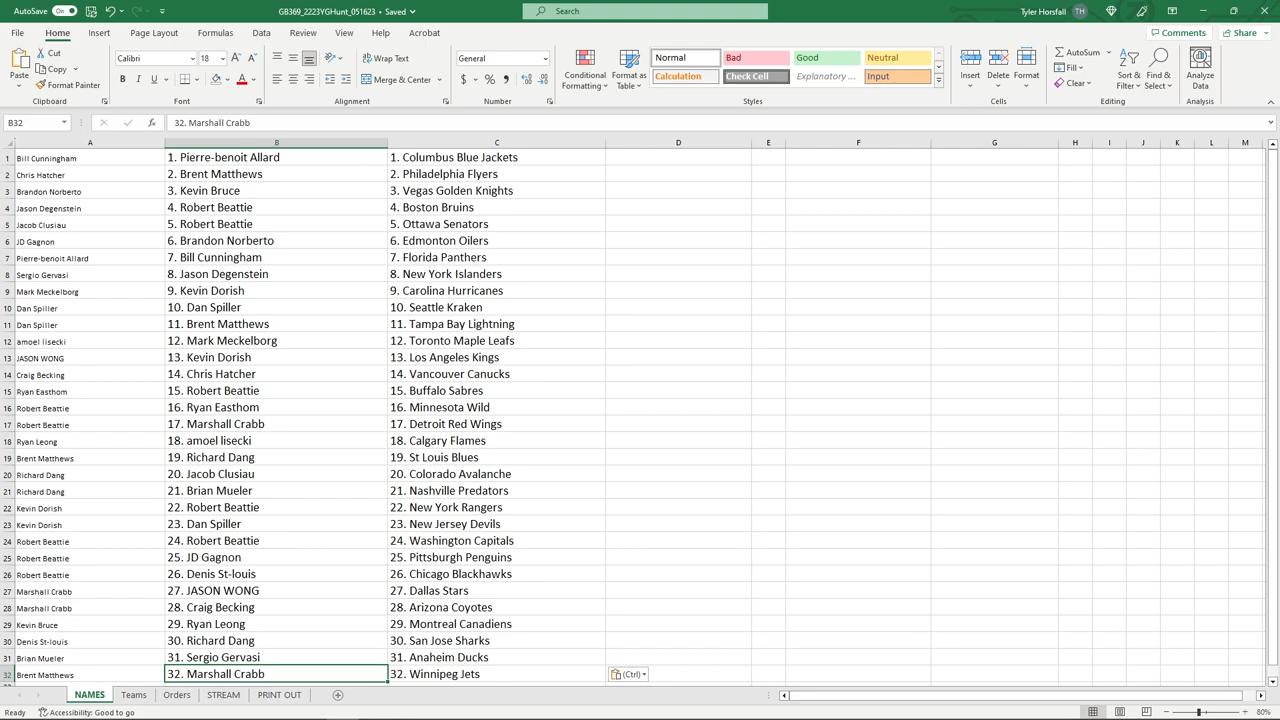 AutoSave On GB369_2223YGHunt_051623 • Saved Search Tyler Horsfall TH
File Home Insert Page Layout Formulas Data Review View Help Acrobat Comments Share
Paste Cut Copy Format Painter Clipboard
Calibri 18 A A B I U A Font
Wrap Text Merge & Center Alignment
General $ % , Number
Conditional Formatting Format as Table Normal Bad Good Neutral Calculation Check Cell Explanatory ... Input Styles
Insert Delete Format Cells
AutoSum Fill Clear Sort & Filter Find & Select Editing
Analyze Data Analysis
B32 fx 32. Marshall Crabb
A B C D E F G H I J K L M
1 Bill Cunningham 1. Pierre-benoit Allard 1. Columbus Blue Jackets
2 Chris Hatcher 2. Brent Matthews 2. Philadelphia Flyers
3 Brandon Norberto 3. Kevin Bruce 3. Vegas Golden Knights
4 Jason Degenstein 4. Robert Beattie 4. Boston Bruins
5 Jacob Clusiau 5. Robert Beattie 5. Ottawa Senators
6 JD Gagnon 6. Brandon Norberto 6. Edmonton Oilers
7 Pierre-benoit Allard 7. Bill Cunningham 7. Florida Panthers
8 Sergio Gervasi 8. Jason Degenstein 8. New York Islanders
9 Mark Meckelborg 9. Kevin Dorish 9. Carolina Hurricanes
10 Dan Spiller 10. Dan Spiller 10. Seattle Kraken
11 Dan Spiller 11. Brent Matthews 11. Tampa Bay Lightning
12 amoel lisecki 12. Mark Meckelborg 12. Toronto Maple Leafs
13 JASON WONG 13. Kevin Dorish 13. Los Angeles Kings
14 Craig Becking 14. Chris Hatcher 14. Vancouver Canucks
15 Ryan Easthom 15. Robert Beattie 15. Buffalo Sabres
16 Robert Beattie 16. Ryan Easthom 16. Minnesota Wild
17 Robert Beattie 17. Marshall Crabb 17. Detroit Red Wings
18 Ryan Leong 18. amoel lisecki 18. Calgary Flames
19 Brent Matthews 19. Richard Dang 19. St Louis Blues
20 Richard Dang 20. Jacob Clusiau 20. Colorado Avalanche
21 Richard Dang 21. Brian Mueler 21. Nashville Predators
22 Kevin Dorish 22. Robert Beattie 22. New York Rangers
23 Kevin Dorish 23. Dan Spiller 23. New Jersey Devils
24 Robert Beattie 24. Robert Beattie 24. Washington Capitals
25 Robert Beattie 25. JD Gagnon 25. Pittsburgh Penguins
26 Robert Beattie 26. Denis St-louis 26. Chicago Blackhawks
27 Marshall Crabb 27. JASON WONG 27. Dallas Stars
28 Marshall Crabb 28. Craig Becking 28. Arizona Coyotes
29 Kevin Bruce 29. Ryan Leong 29. Montreal Canadiens
30 Denis St-louis 30. Richard Dang 30. San Jose Sharks
31 Brian Mueler 31. Sergio Gervasi 31. Anaheim Ducks
32 Brent Matthews 32. Marshall Crabb 32. Winnipeg Jets (Ctrl)
NAMES Teams Orders STREAM PRINT OUT
Ready Accessibility: Good to go 80%